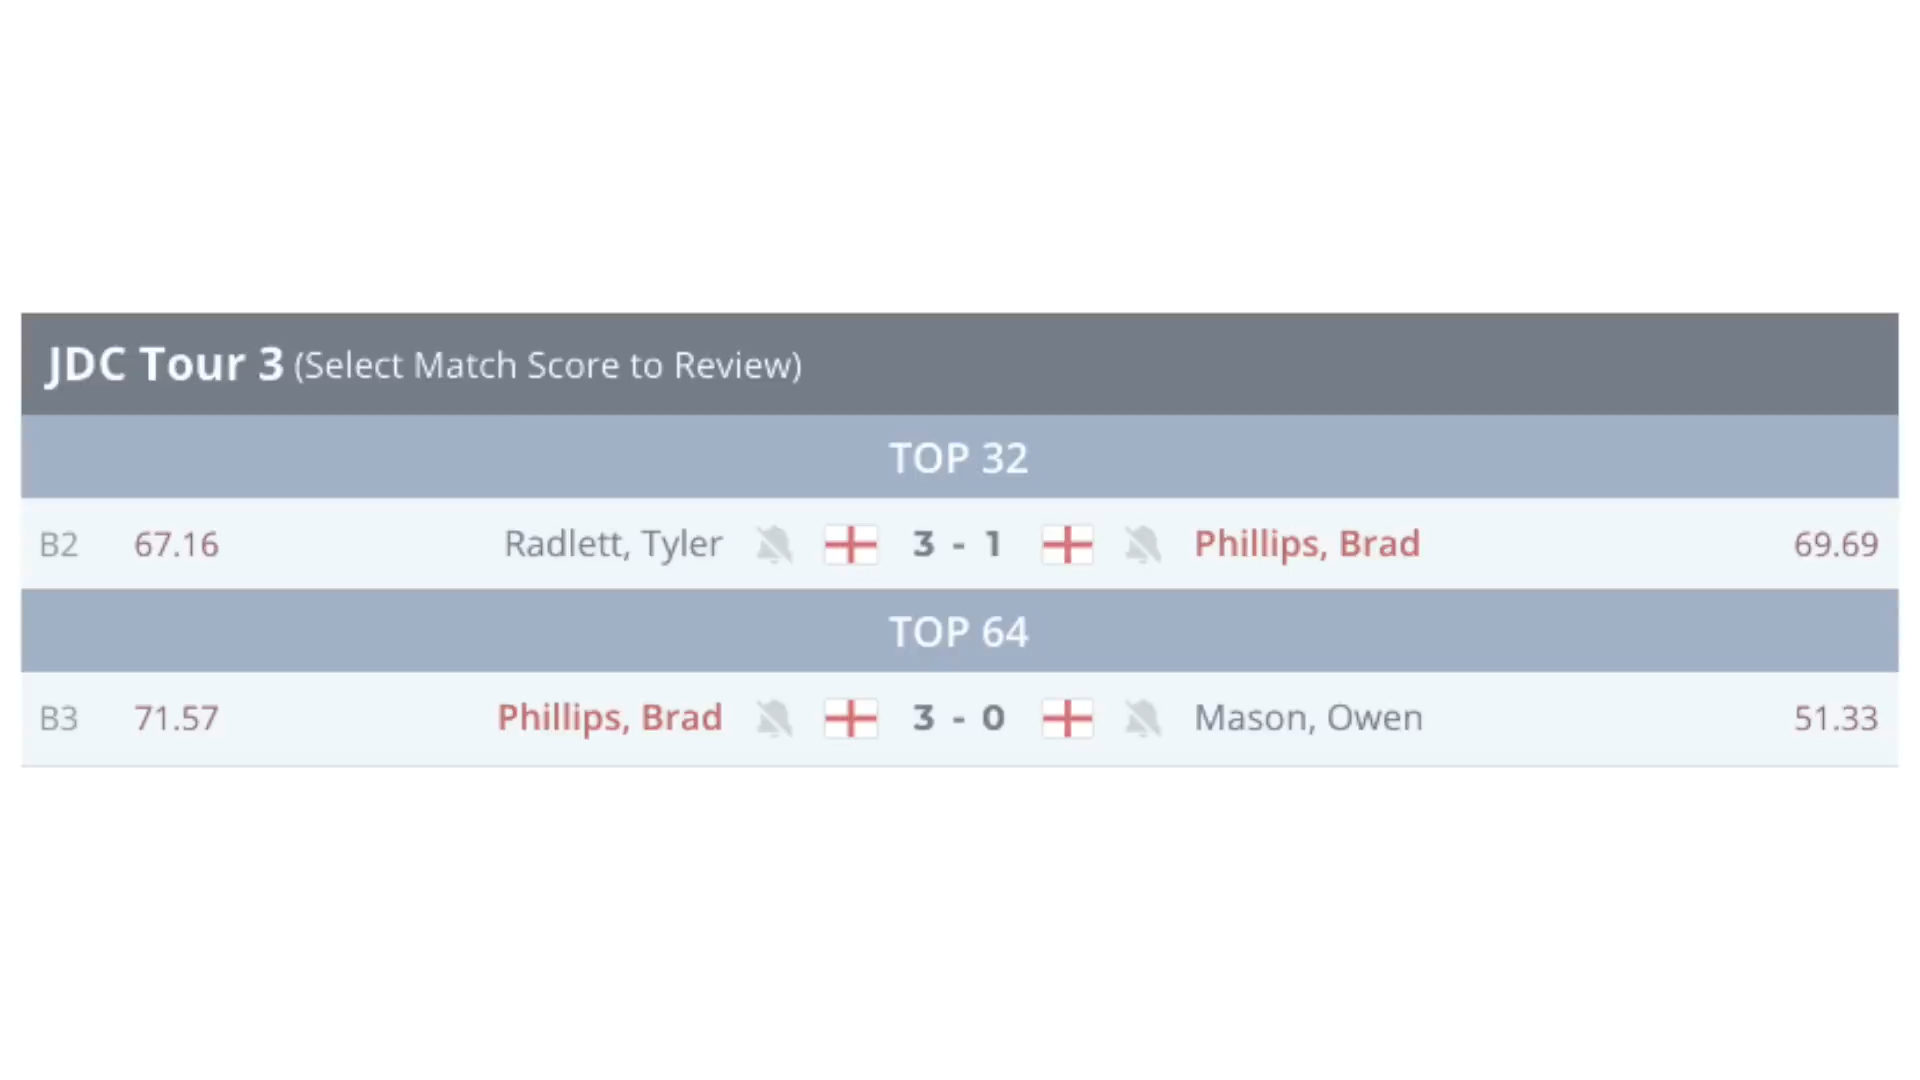 JDC Tour 3 (Select Match Score to Review)
TOP 32
B2 67.16 Radlett, Tyler 3 - 1 Phillips, Brad 69.69
TOP 64
B3 71.57 Phillips, Brad 3 - 0 Mason, Owen 51.33